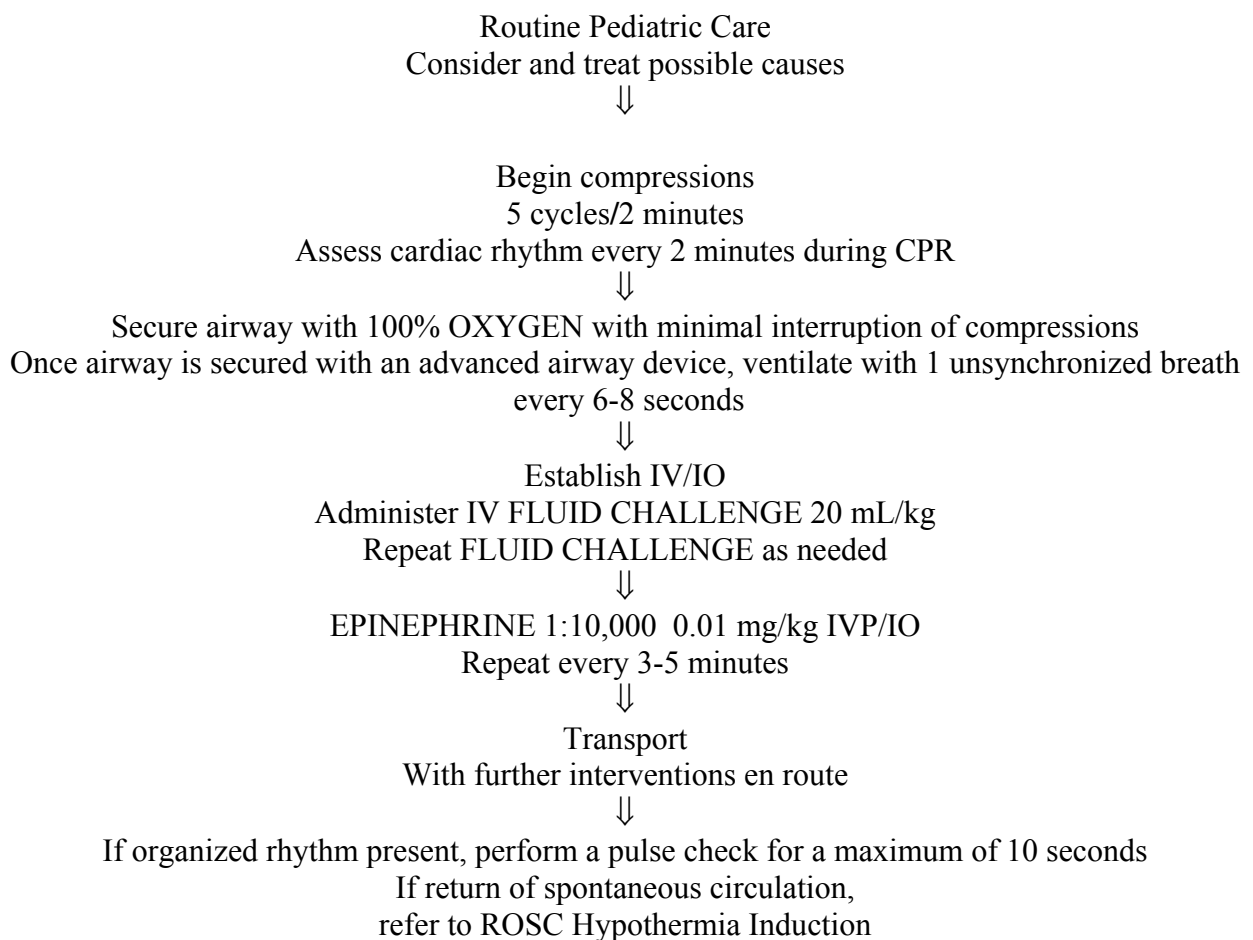 Routine Pediatric Care
Consider and treat possible causes
⇓
Begin compressions
5 cycles/2 minutes
Assess cardiac rhythm every 2 minutes during CPR
⇓
Secure airway with 100% OXYGEN with minimal interruption of compressions
Once airway is secured with an advanced airway device, ventilate with 1 unsynchronized breath
every 6-8 seconds
⇓
Establish IV/IO
Administer IV FLUID CHALLENGE 20 mL/kg
Repeat FLUID CHALLENGE as needed
⇓
EPINEPHRINE 1:10,000 0.01 mg/kg IVP/IO
Repeat every 3-5 minutes
⇓
Transport
With further interventions en route
⇓
If organized rhythm present, perform a pulse check for a maximum of 10 seconds
If return of spontaneous circulation,
refer to ROSC Hypothermia Induction